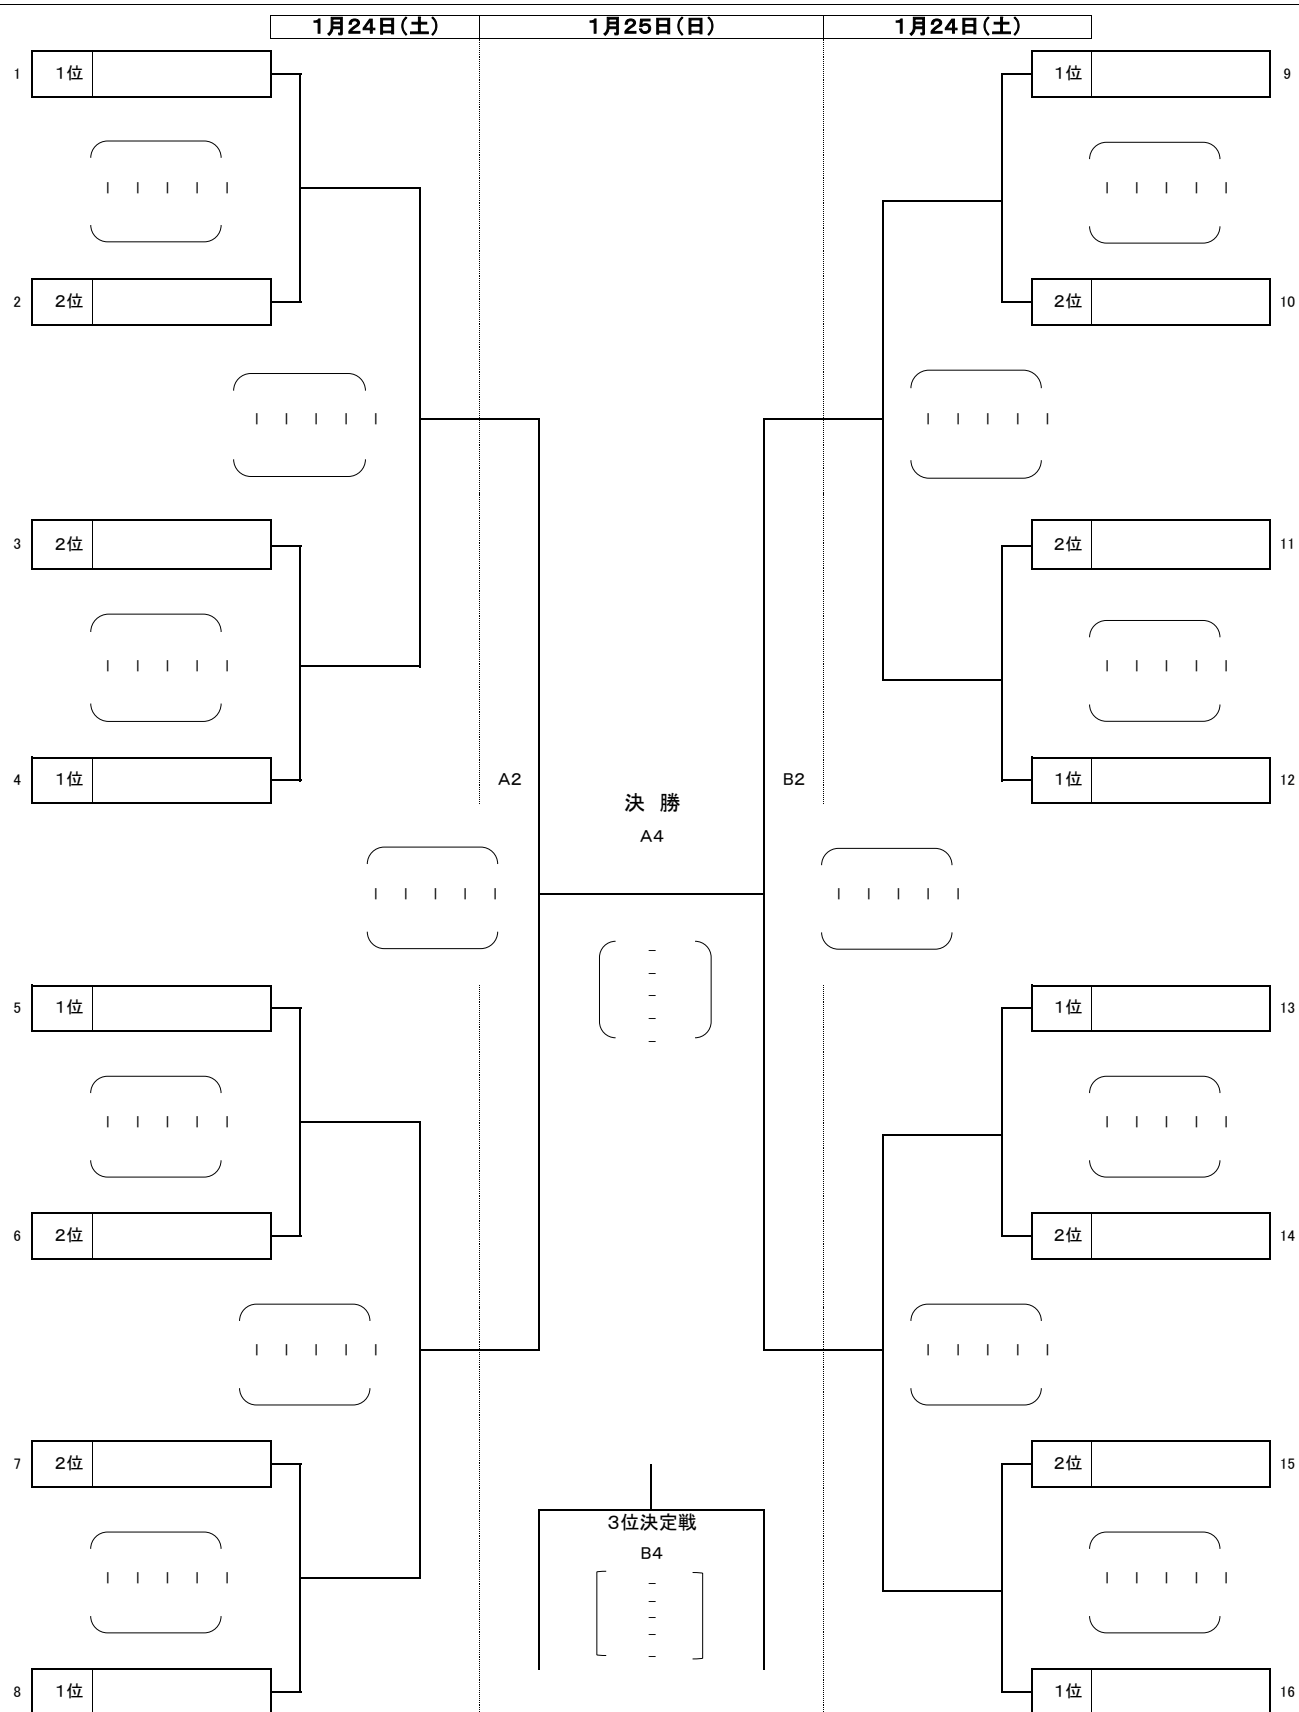 1月24日(土) 1月25日(日) 1月24日(土)
1 1位 1位 9
2 2位 2位 10
3 2位 2位 11
4 1位 A2 B2 1位 12
決 勝
A4
5 1位 1位 13
6 2位 2位 14
7 2位 2位 15
3位決定戦
B4
8 1位 1位 16